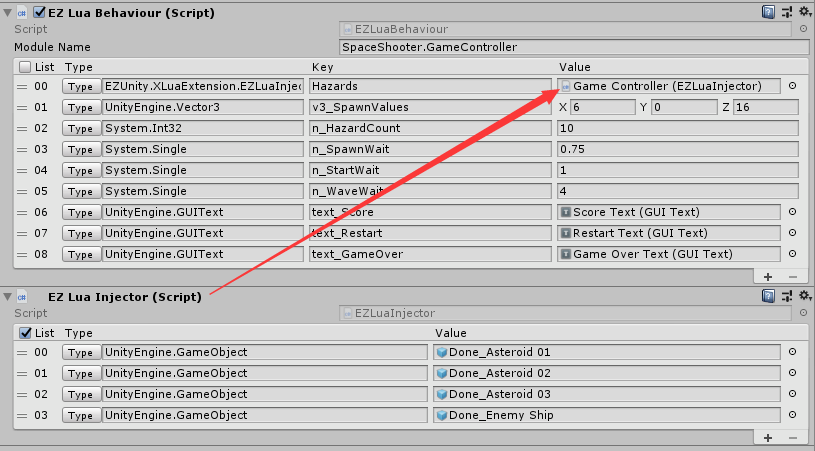 EZ Lua Behaviour (Script)
Script EZLuaBehaviour
Module Name SpaceShooter.GameController
List Type Key Value
00 Type EZUnity.XLuaExtension.EZLuaInjec Hazards Game Controller (EZLuaInjector)
01 Type UnityEngine.Vector3 v3_SpawnValues X 6 Y 0 Z 16
02 Type System.Int32 n_HazardCount 10
03 Type System.Single n_SpawnWait 0.75
04 Type System.Single n_StartWait 1
05 Type System.Single n_WaveWait 4
06 Type UnityEngine.GUIText text_Score Score Text (GUI Text)
07 Type UnityEngine.GUIText text_Restart Restart Text (GUI Text)
08 Type UnityEngine.GUIText text_GameOver Game Over Text (GUI Text)
EZ Lua Injector (Script)
Script EZLuaInjector
List Type Value
00 Type UnityEngine.GameObject Done_Asteroid 01
01 Type UnityEngine.GameObject Done_Asteroid 02
02 Type UnityEngine.GameObject Done_Asteroid 03
03 Type UnityEngine.GameObject Done_Enemy Ship